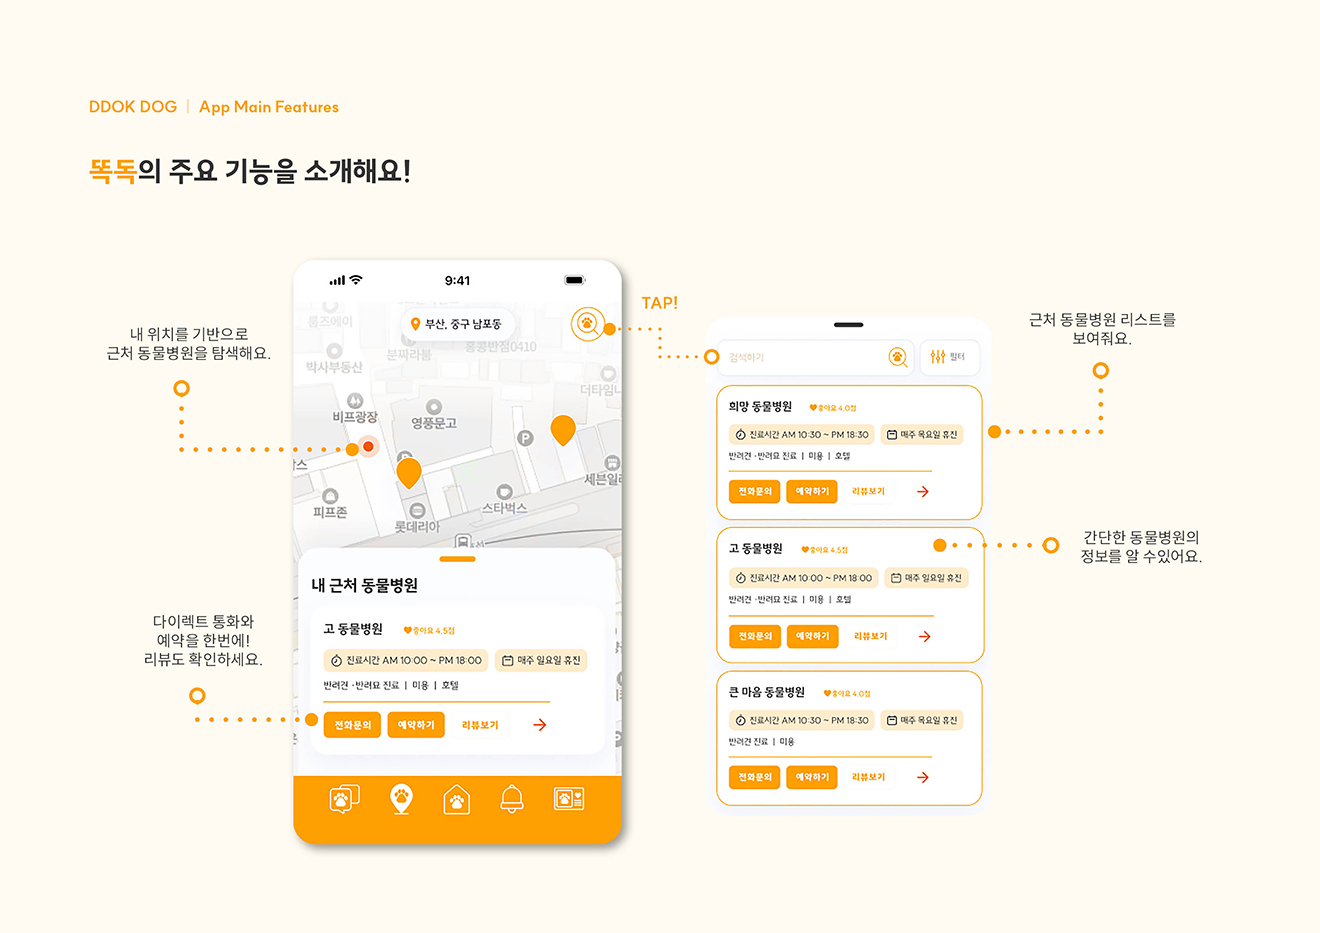 DDOK DOG | App Main Features
똑독의 주요 기능을 소개해요!
내 위치를 기반으로
근처 동물병원을 탐색해요.
다이렉트 통화와
예약을 한번에!
리뷰도 확인하세요.
9:41
부산, 중구 남포동
룸즈에이
분짜라붐
홍콩반점0410
박사부동산
더타임
비프광장
영풍문고
P
세븐일
피프존
롯데리아
스타벅스
내 근처 동물병원
고 동물병원
좋아요 4.5점
진료시간 AM 10:00 ~ PM 18:00
매주 일요일 휴진
반려견 · 반려묘 진료 | 미용 | 호텔
전화문의
예약하기
리뷰보기
TAP!
검색하기
필터
희망 동물병원
좋아요 4.0점
진료시간 AM 10:30 ~ PM 18:30
매주 목요일 휴진
반려견 · 반려묘 진료 | 미용 | 호텔
전화문의
예약하기
리뷰보기
고 동물병원
좋아요 4.5점
진료시간 AM 10:00 ~ PM 18:00
매주 일요일 휴진
반려견 · 반려묘 진료 | 미용 | 호텔
전화문의
예약하기
리뷰보기
큰 마음 동물병원
좋아요 4.0점
진료시간 AM 10:30 ~ PM 18:30
매주 목요일 휴진
반려견 진료 | 미용
전화문의
예약하기
리뷰보기
근처 동물병원 리스트를
보여줘요.
간단한 동물병원의
정보를 알 수있어요.